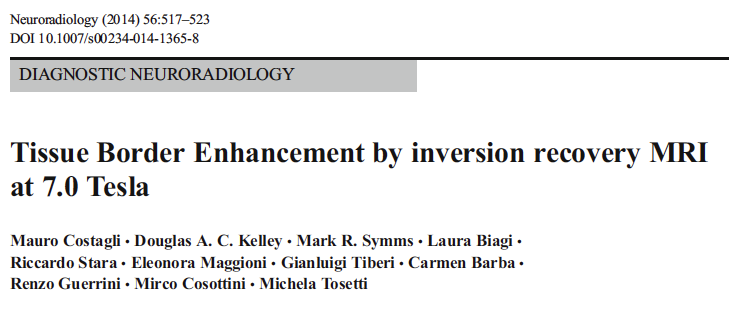 Neuroradiology (2014) 56:517–523
DOI 10.1007/s00234-014-1365-8
DIAGNOSTIC NEURORADIOLOGY
Tissue Border Enhancement by inversion recovery MRI
at 7.0 Tesla
Mauro Costagli · Douglas A. C. Kelley · Mark R. Symms · Laura Biagi ·
Riccardo Stara · Eleonora Maggioni · Gianluigi Tiberi · Carmen Barba ·
Renzo Guerrini · Mirco Cosottini · Michela Tosetti